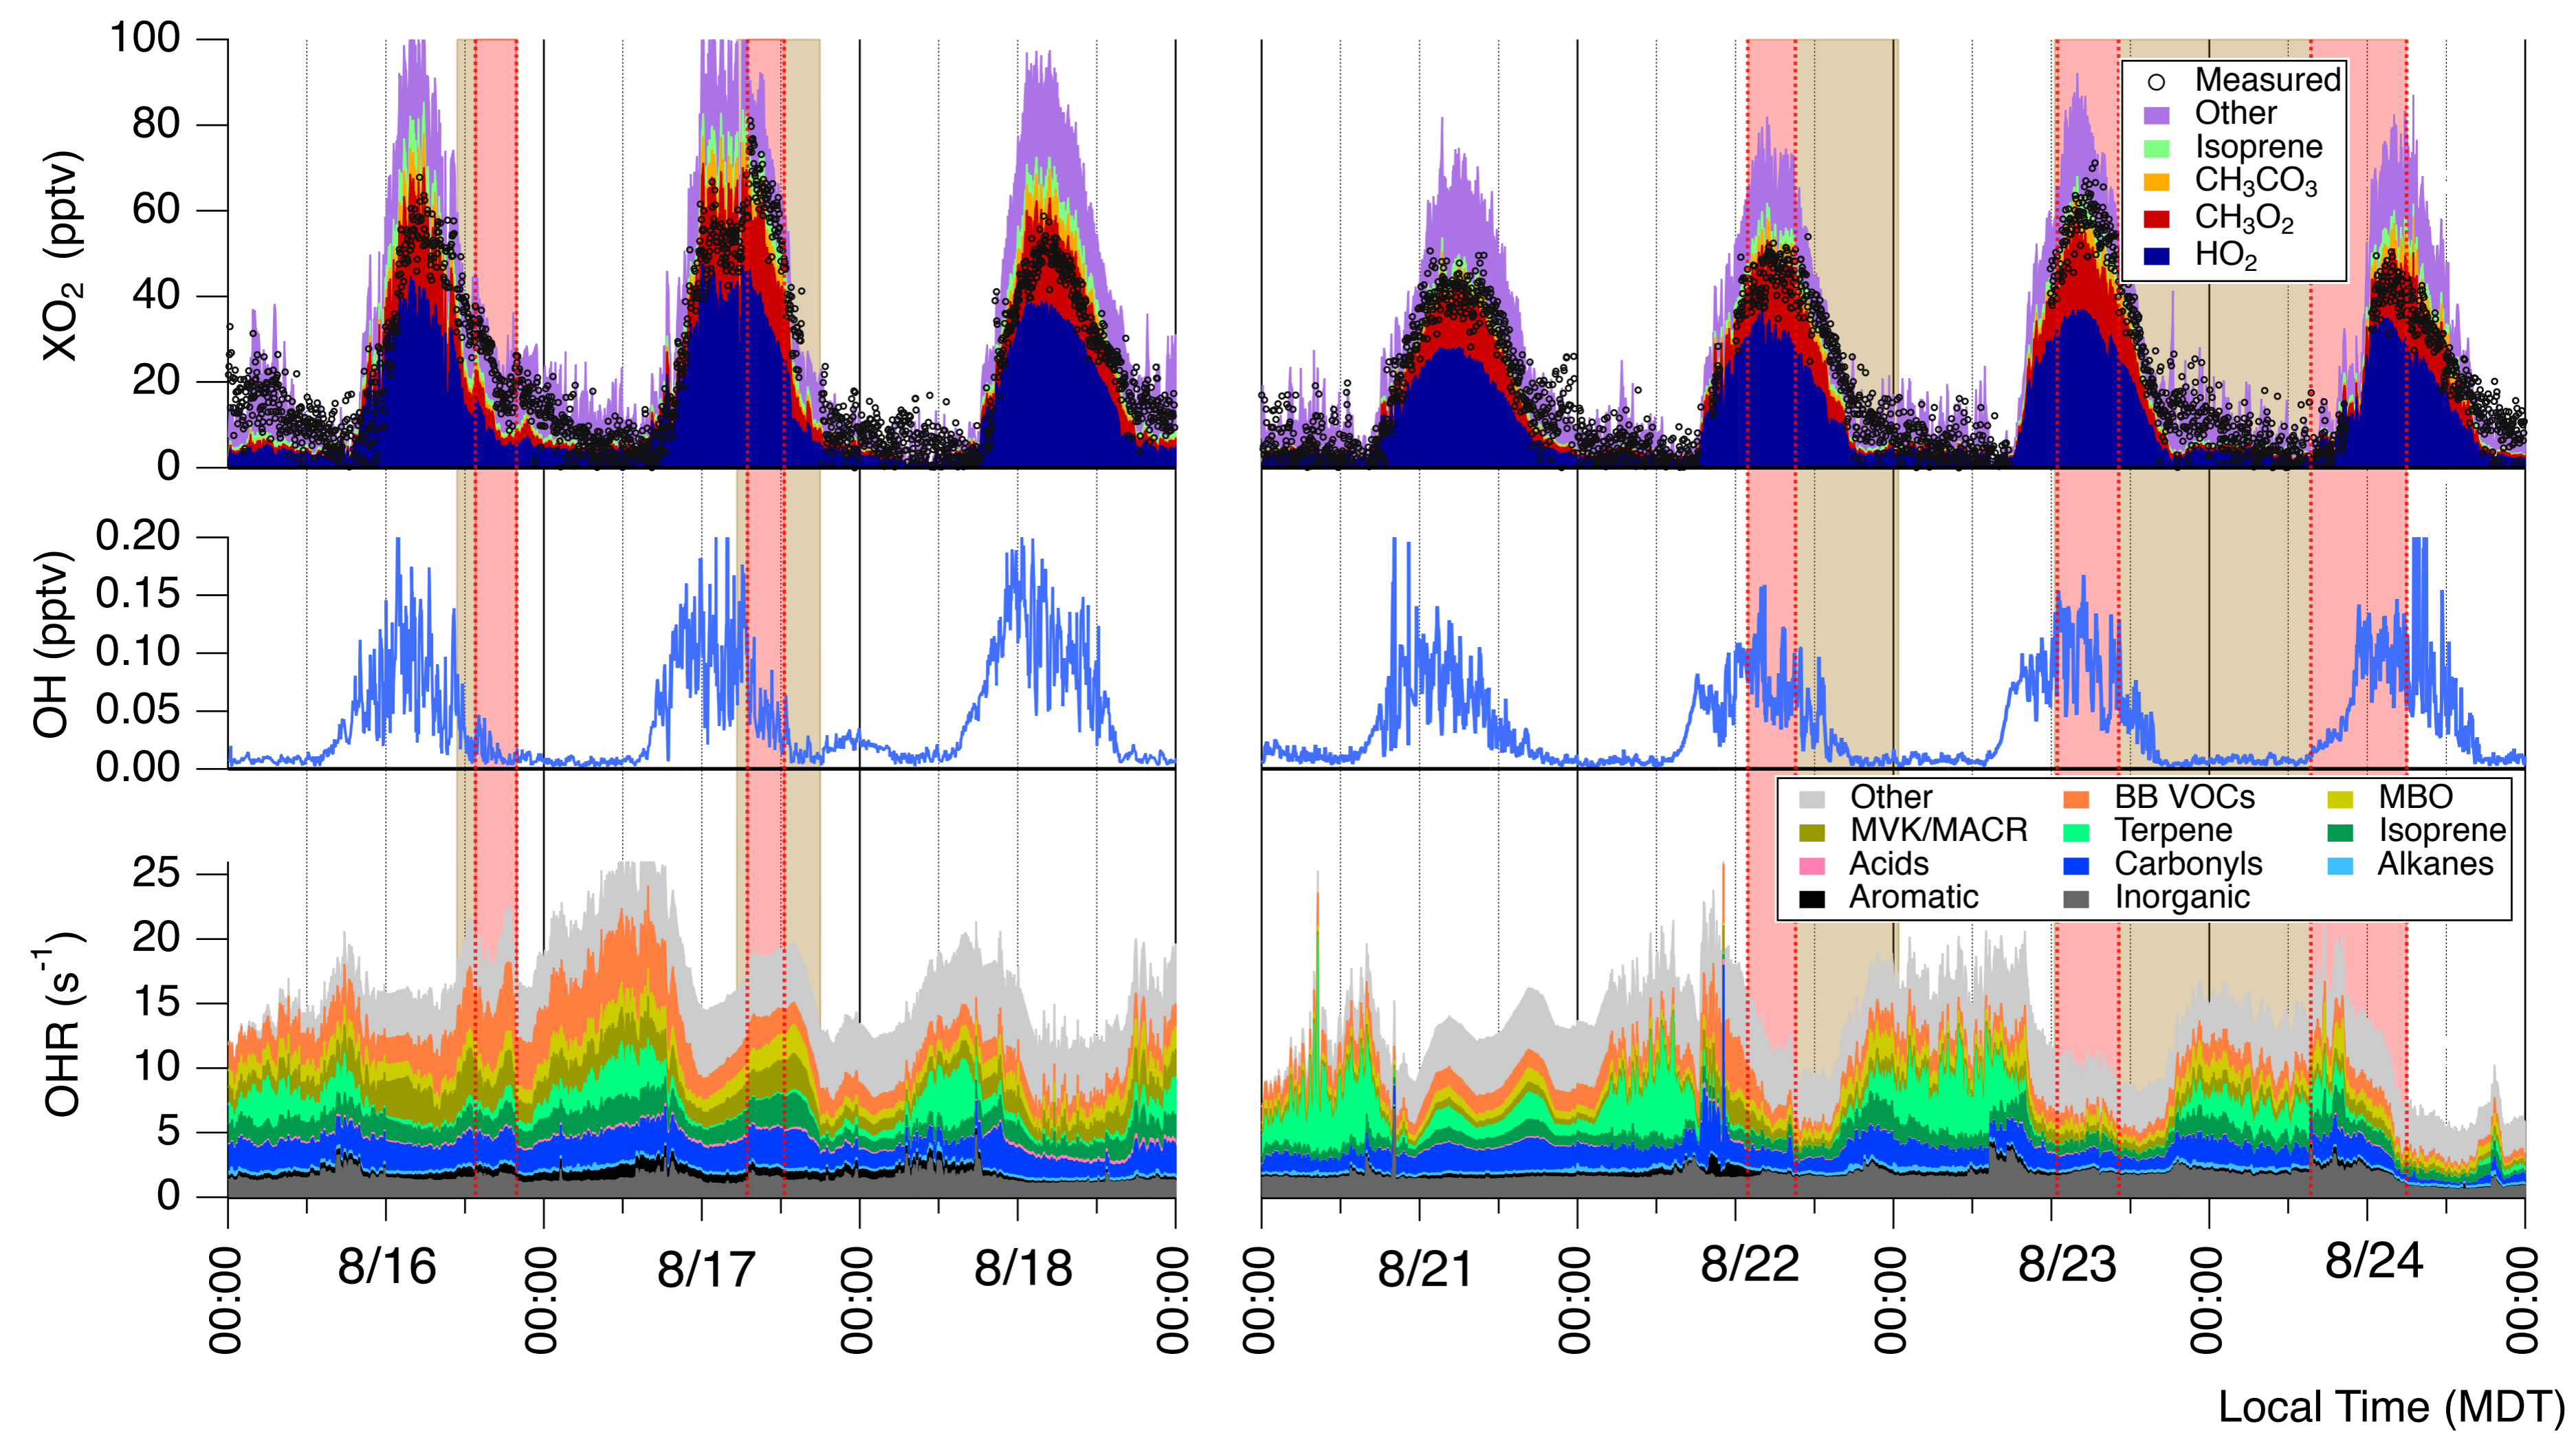 100
80
60
40
20
0
XO2 (pptv)
Measured
Other
Isoprene
CH3CO3
CH3O2
HO2
0.20
0.15
0.10
0.05
0.00
OH (pptv)
Other BB VOCs MBO
MVK/MACR Terpene Isoprene
Acids Carbonyls Alkanes
Aromatic Inorganic
25
20
15
10
5
0
OHR (s-1)
00:00 8/16 00:00 8/17 00:00 8/18 00:00 00:00 8/21 00:00 8/22 00:00 8/23 00:00 8/24 00:00
Local Time (MDT)